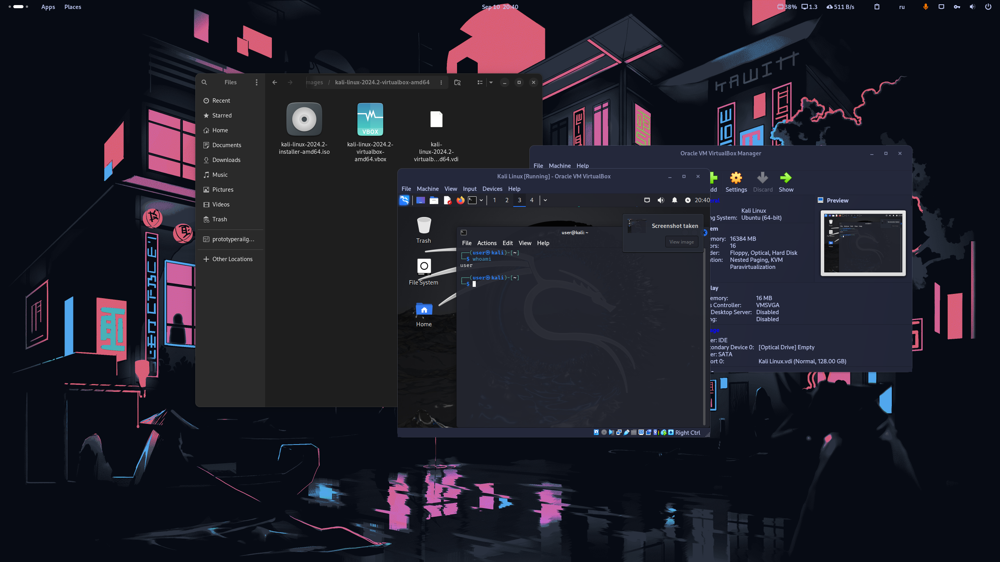 Apps Places
Sep 10 20:40
38% 1.3 511 B/s ru
Files
mages / kali-linux-2024.2-virtualbox-amd64
Recent
Starred
Home
Documents
Downloads
Music
Pictures
Videos
Trash
prototyperailg...
Other Locations
kali-linux-2024.2-
installer-amd64.iso
VBOX
kali-linux-2024.2-
virtualbox-
amd64.vbox
kali-
linux-2024.2-
virtualb...d64.vdi
Oracle VM VirtualBox Manager
File Machine Help
dd Settings Discard Show
eral
Kali Linux
ng System: Ubuntu (64-bit)
em
emory: 16384 MB
ors: 16
der: Floppy, Optical, Hard Disk
ation: Nested Paging, KVM
Paravirtualization
Preview
lay
emory: 16 MB
s Controller: VMSVGA
Desktop Server: Disabled
ng: Disabled
age
er: IDE
condary Device 0: [Optical Drive] Empty
er: SATA
ort 0: Kali Linux.vdi (Normal, 128.00 GB)
Kali Linux [Running] - Oracle VM VirtualBox
File Machine View Input Devices Help
1 2 3 4
20:40
Trash
File System
Home
Screenshot taken
View image
user@kali: ~
File Actions Edit View Help
┌──(user㉿kali)-[~]
└─$ whoami
user
┌──(user㉿kali)-[~]
└─$
Right Ctrl